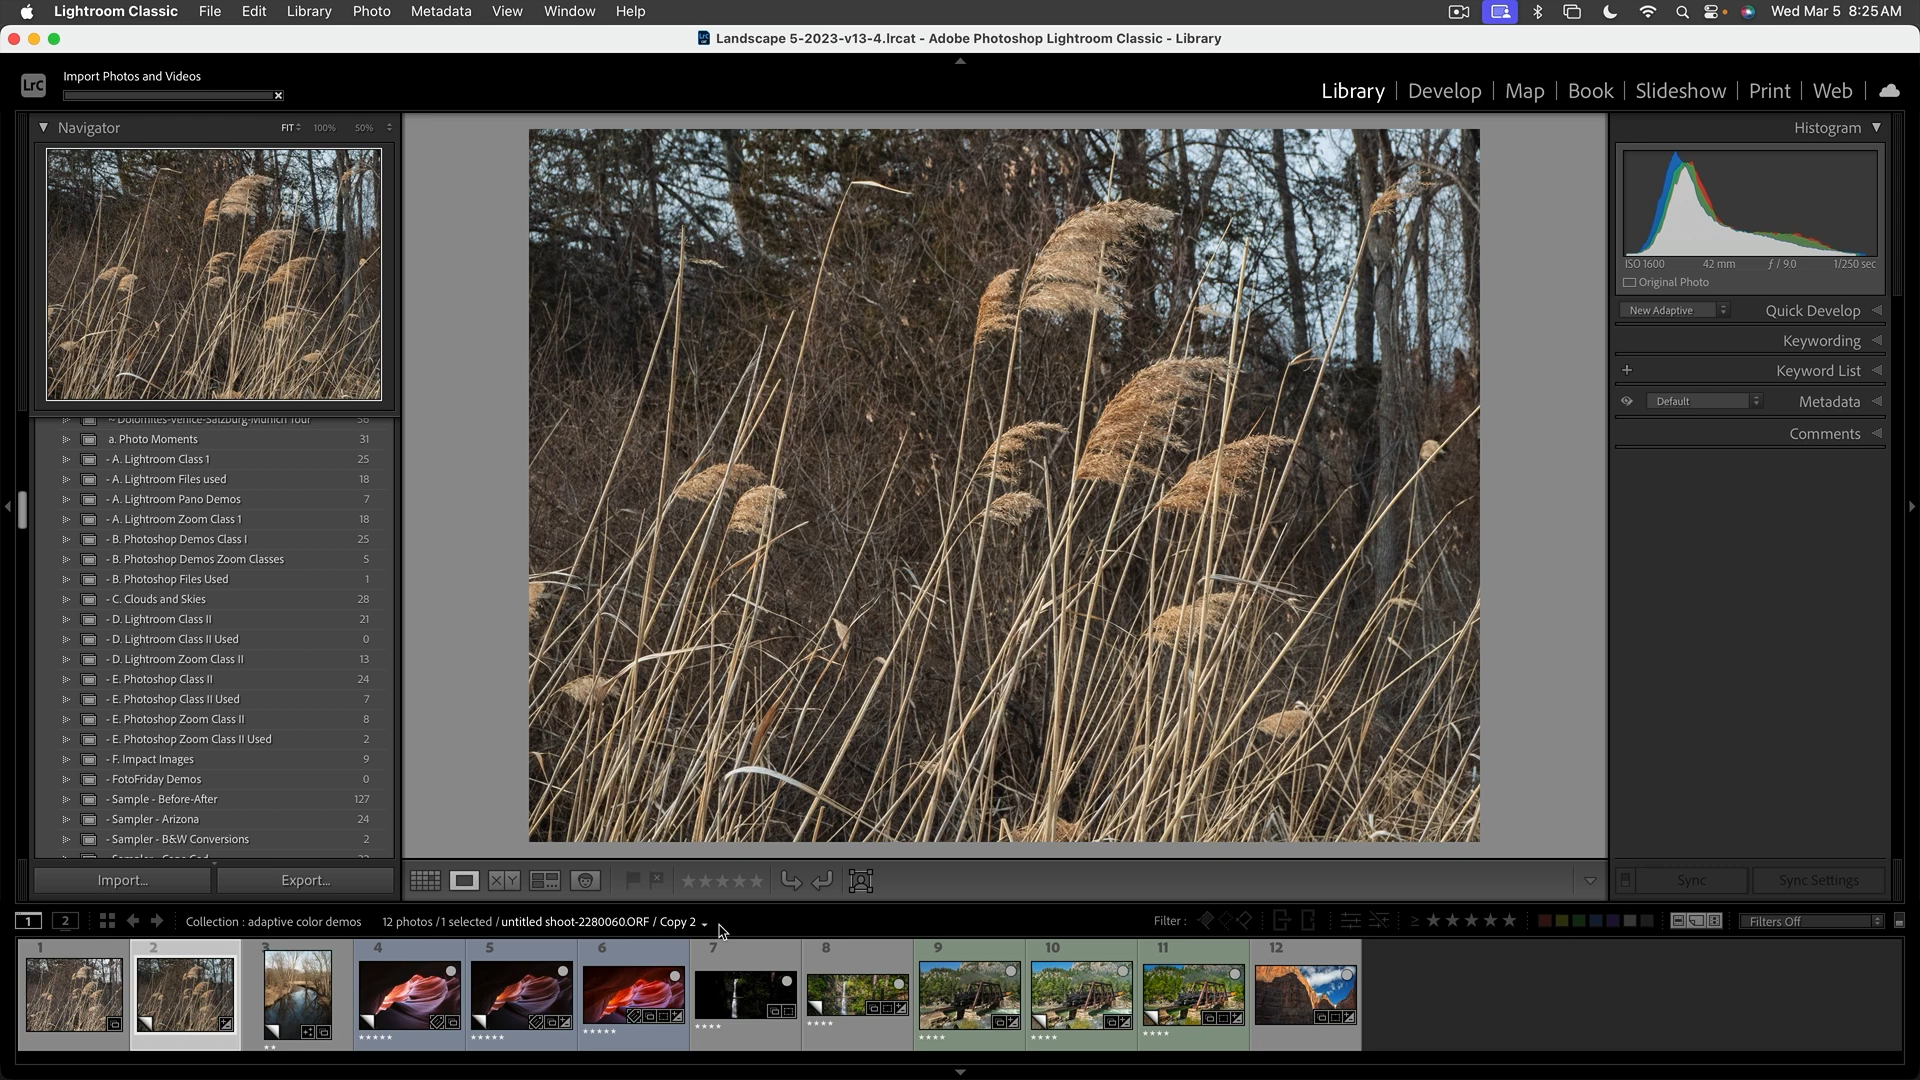 Lightroom Classic File Edit Library Photo Metadata View Window Help Wed Mar 5 8:25 AM
Landscape 5-2023-v13-4.lrcat - Adobe Photoshop Lightroom Classic - Library
LrC
Import Photos and Videos
Library | Develop | Map | Book | Slideshow | Print | Web
Navigator FIT 100% 50%
Histogram
ISO 1600 42 mm ƒ / 9.0 1/250 sec
Original Photo
New Adaptive Quick Develop
Keywording
+ Keyword List
Default Metadata
Comments
~ Dolomites-Venice-Salzburg-Munich Tour 56
a. Photo Moments 31
- A. Lightroom Class 1 25
- A. Lightroom Files used 18
- A. Lightroom Pano Demos 7
- A. Lightroom Zoom Class 1 18
- B. Photoshop Demos Class I 25
- B. Photoshop Demos Zoom Classes 5
- B. Photoshop Files Used 1
- C. Clouds and Skies 28
- D. Lightroom Class II 21
- D. Lightroom Class II Used 0
- D. Lightroom Zoom Class II 13
- E. Photoshop Class II 24
- E. Photoshop Class II Used 7
- E. Photoshop Zoom Class II 8
- E. Photoshop Zoom Class II Used 2
- F. Impact Images 9
- FotoFriday Demos 0
- Sample - Before-After 127
- Sampler - Arizona 24
- Sampler - B&W Conversions 2
Import... Export...
X Y
Sync Sync Settings
1 2 Collection : adaptive color demos 12 photos / 1 selected / untitled shoot-2280060.ORF / Copy 2 Filter : ≥ Filters Off
1 2 3 4 5 6 7 8 9 10 11 12